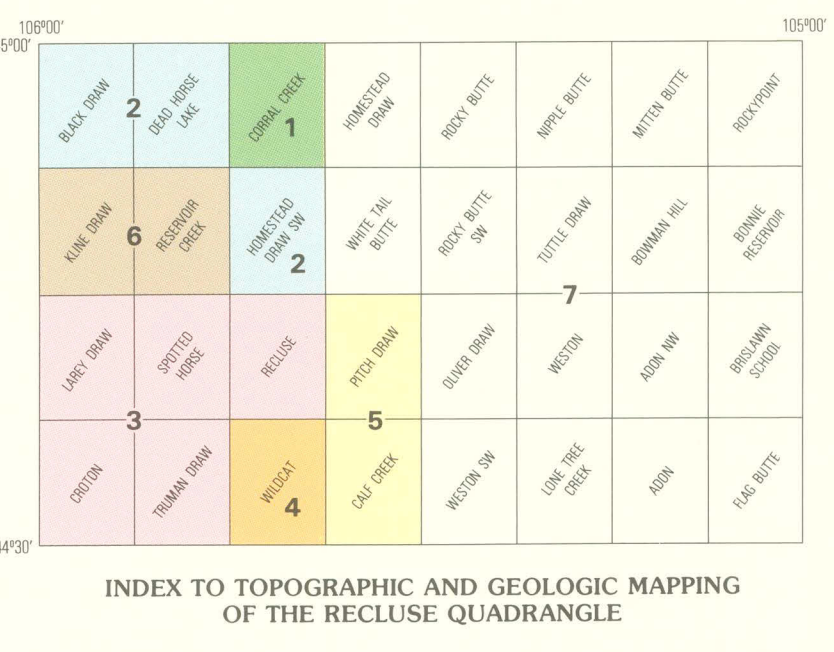 106°00'
105°00'
5°00'
BLACK DRAW
2
DEAD HORSE
LAKE
CORRAL CREEK
1
HOMESTEAD
DRAW
ROCKY BUTTE
NIPPLE BUTTE
MITTEN BUTTE
ROCKYPOINT
KLINE DRAW
6
RESERVOIR
CREEK
HOMESTEAD
DRAW SW
2
WHITE TAIL
BUTTE
ROCKY BUTTE
SW
TUTTLE DRAW
BOWMAN HILL
BONNIE
RESERVOIR
7
LAREY DRAW
SPOTTED
HORSE
RECLUSE
PITCH DRAW
OLIVER DRAW
WESTON
ADON NW
BRISLAWN
SCHOOL
3
5
CROTON
TRUMAN DRAW
WILDCAT
4
CALF CREEK
WESTON SW
LONE TREE
CREEK
ADON
FLAG BUTTE
4°30'
INDEX TO TOPOGRAPHIC AND GEOLOGIC MAPPING
OF THE RECLUSE QUADRANGLE